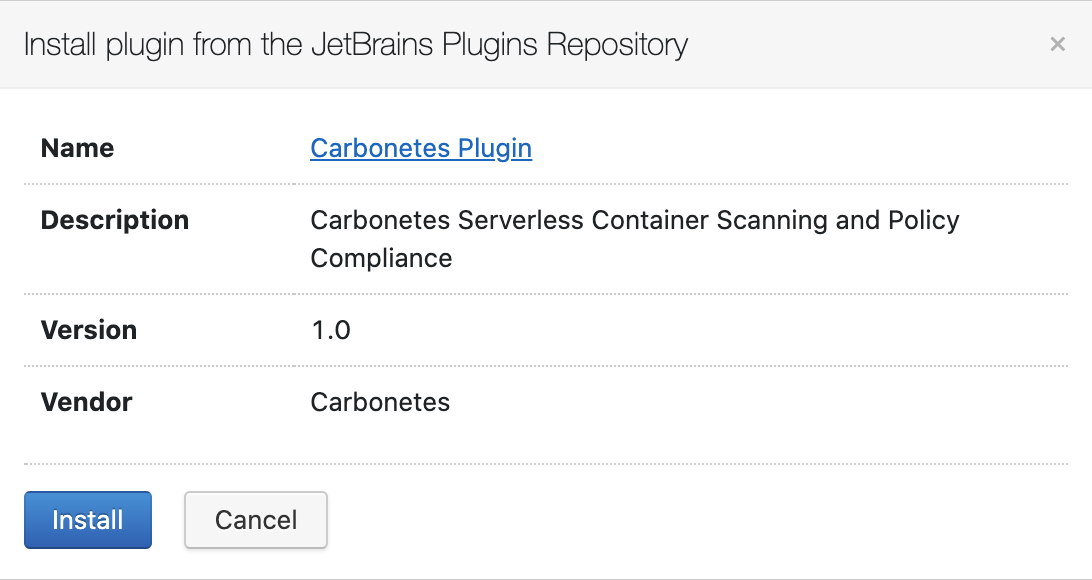 Install plugin from the JetBrains Plugins Repository ×
Name Carbonetes Plugin
Description Carbonetes Serverless Container Scanning and Policy
Compliance
Version 1.0
Vendor Carbonetes
Install Cancel